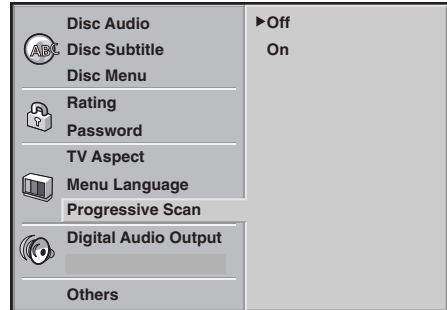 Disc Audio
ABC Disc Subtitle
Disc Menu
Rating
Password
TV Aspect
Menu Language
Progressive Scan
Digital Audio Output
Others
▶Off
On